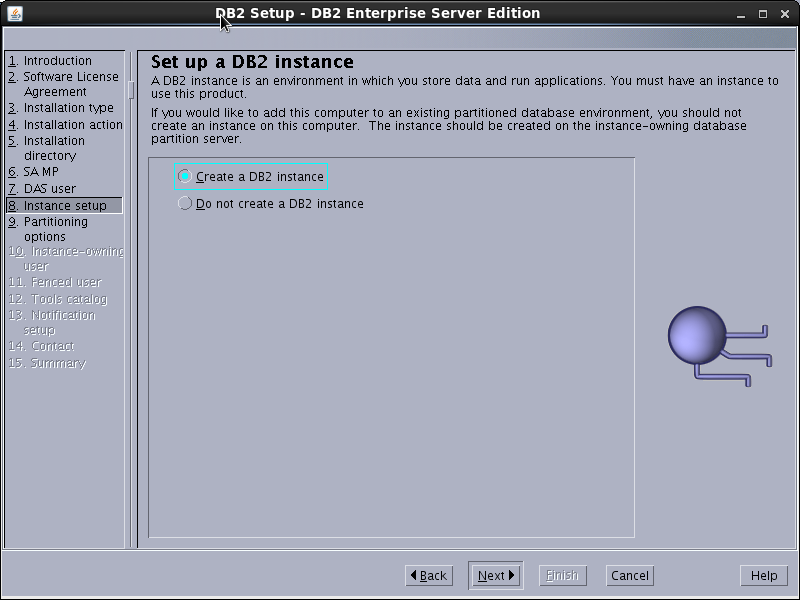 DB2 Setup - DB2 Enterprise Server Edition
1. Introduction
2. Software License
Agreement
3. Installation type
4. Installation action
5. Installation
directory
6. SA MP
7. DAS user
8. Instance setup
9. Partitioning
options
10. Instance-owning
user
11. Fenced user
12. Tools catalog
13. Notification
setup
14. Contact
15. Summary
Set up a DB2 instance
A DB2 instance is an environment in which you store data and run applications. You must have an instance to
use this product.
If you would like to add this computer to an existing partitioned database environment, you should not
create an instance on this computer. The instance should be created on the instance-owning database
partition server.
Create a DB2 instance
Do not create a DB2 instance
Back
Next
Finish
Cancel
Help